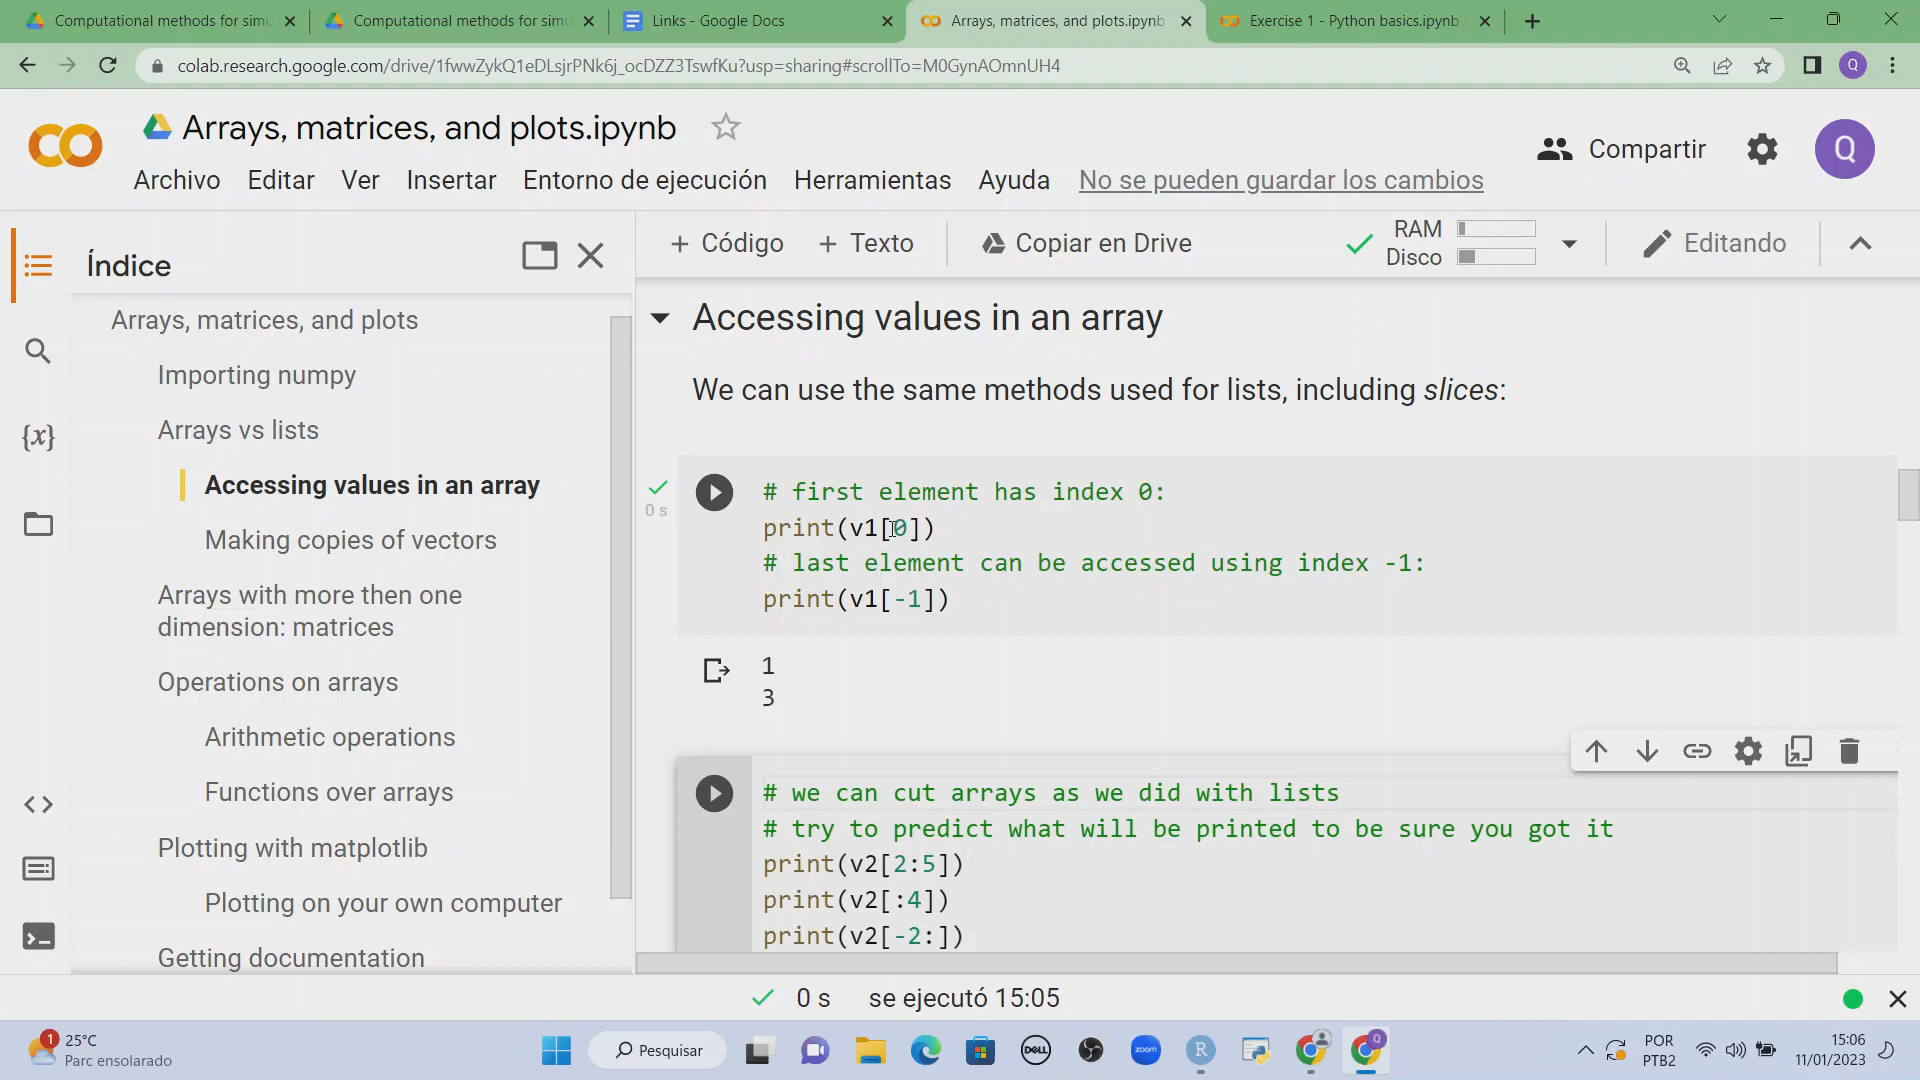 Computational methods for simu
Computational methods for simu
Links - Google Docs
Arrays, matrices, and plots.ipynb
Exercise 1 - Python basics.ipynb
colab.research.google.com/drive/1fwwZykQ1eDLsjrPNk6j_ocDZZ3TswfKu?usp=sharing#scrollTo=M0GynAOmnUH4
Q
Arrays, matrices, and plots.ipynb
Compartir
Q
Archivo Editar Ver Insertar Entorno de ejecución Herramientas Ayuda No se pueden guardar los cambios
Índice
Arrays, matrices, and plots
Importing numpy
Arrays vs lists
Accessing values in an array
Making copies of vectors
Arrays with more then one
dimension: matrices
Operations on arrays
Arithmetic operations
Functions over arrays
Plotting with matplotlib
Plotting on your own computer
Getting documentation
{x}
+ Código + Texto Copiar en Drive
RAM
Disco
Editando
Accessing values in an array
We can use the same methods used for lists, including slices:
0 s
# first element has index 0:
print(v1[0])
# last element can be accessed using index -1:
print(v1[-1])
1
3
# we can cut arrays as we did with lists
# try to predict what will be printed to be sure you got it
print(v2[2:5])
print(v2[:4])
print(v2[-2:])
0 s se ejecutó 15:05
1
25°C
Parc ensolarado
Pesquisar
DELL
zoom
R
Q
POR
PTB2
15:06
11/01/2023